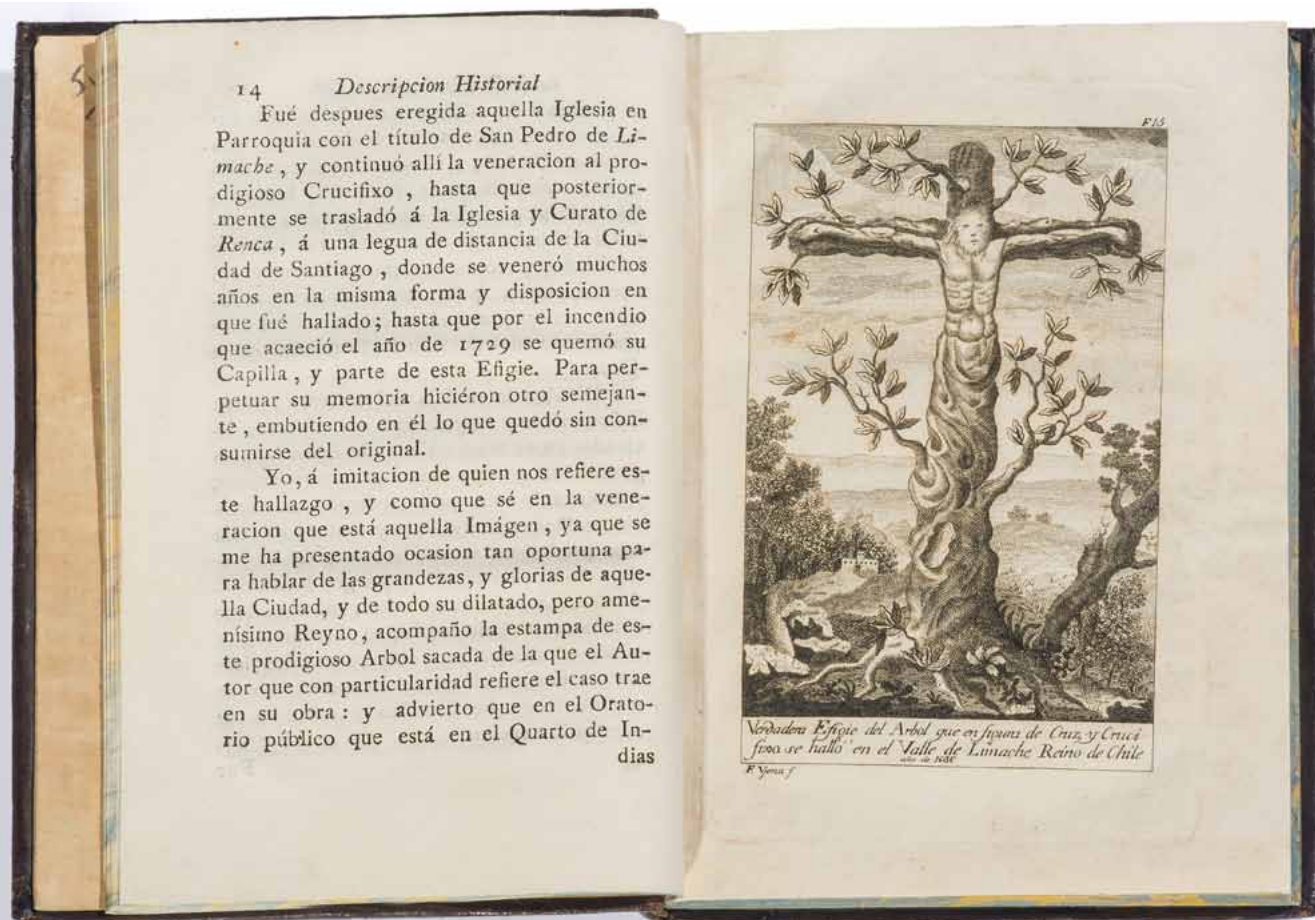 14 Descripcion Historial
Fué despues eregida aquella Iglesia en
Parroquia con el título de San Pedro de Li-
mache, y continuó allí la veneracion al pro-
digioso Crucifixo, hasta que posterior-
mente se trasladó á la Iglesia y Curato de
Renca, á una legua de distancia de la Ciu-
dad de Santiago, donde se veneró muchos
años en la misma forma y disposicion en
que fué hallado; hasta que por el incendio
que acaeció el año de 1729 se quemó su
Capilla, y parte de esta Efigie. Para per-
petuar su memoria hiciéron otro semejan-
te, embutiendo en él lo que quedó sin con-
sumirse del original.
Yo, á imitacion de quien nos refiere es-
te hallazgo, y como que sé en la vene-
racion que está aquella Imágen, ya que se
me ha presentado ocasion tan oportuna pa-
ra hablar de las grandezas, y glorias de aque-
lla Ciudad, y de todo su dilatado, pero ame-
nísimo Reyno, acompaño la estampa de es-
te prodigioso Arbol sacada de la que el Au-
tor que con particularidad refiere el caso trae
en su obra: y advierto que en el Orato-
rio público que está en el Quarto de In-
dias
F 15
Verdadera Efigie del Arbol que en figura de Cruz, y Cruci
fixo se halló en el Valle de Limache Reino de Chile
año de